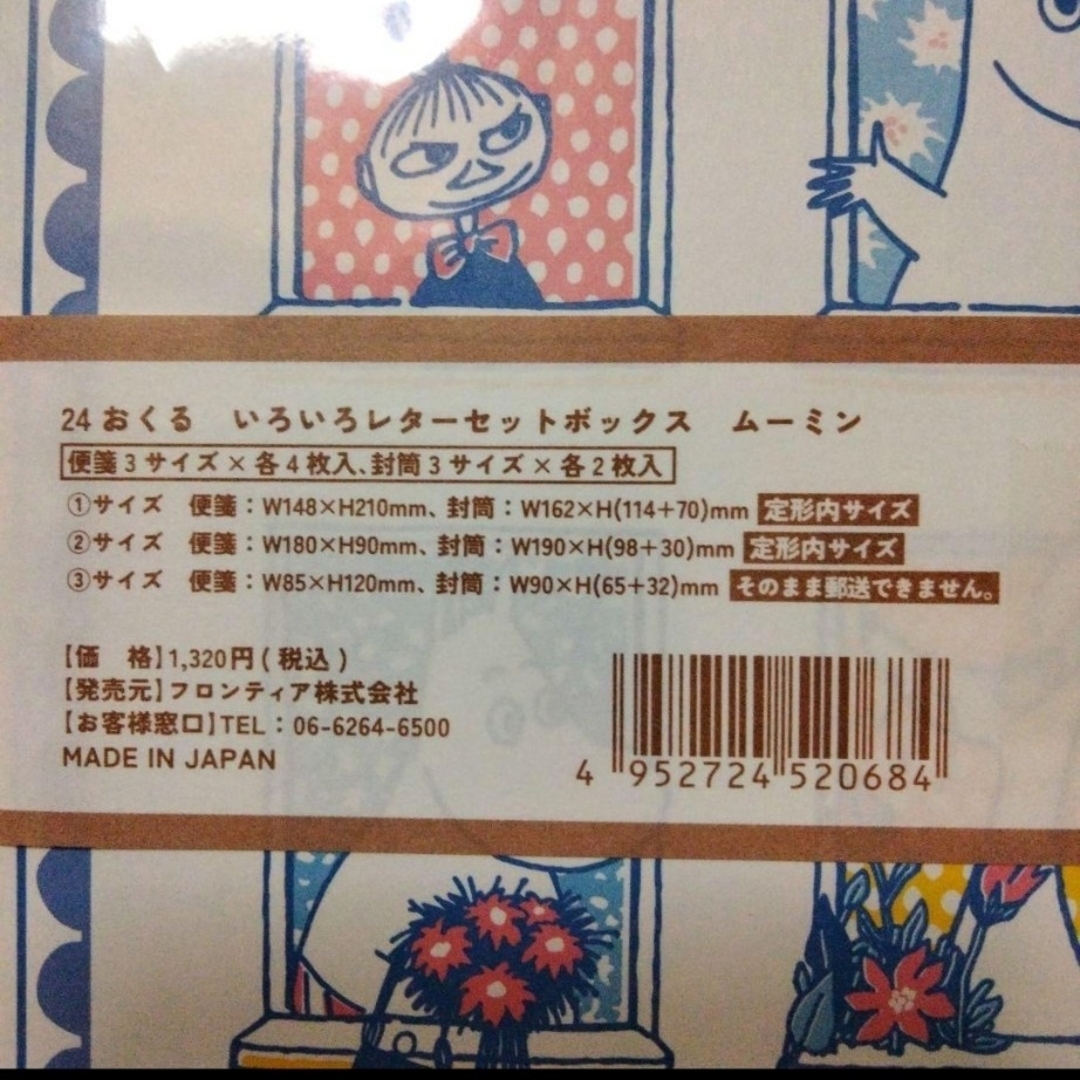 24 おくる　いろいろレターセットボックス　ムーミン
便箋3サイズ×各4枚入、封筒3サイズ×各2枚入
①サイズ　便箋：W148×H210mm、封筒：W162×H(114+70)mm 定形内サイズ
②サイズ　便箋：W180×H90mm、封筒：W190×H(98+30)mm 定形内サイズ
③サイズ　便箋：W85×H120mm、封筒：W90×H(65+32)mm そのまま郵送できません。
【価　格】1,320円(税込)
【発売元】フロンティア株式会社
【お客様窓口】TEL：06-6264-6500
MADE IN JAPAN
4 952724 520684